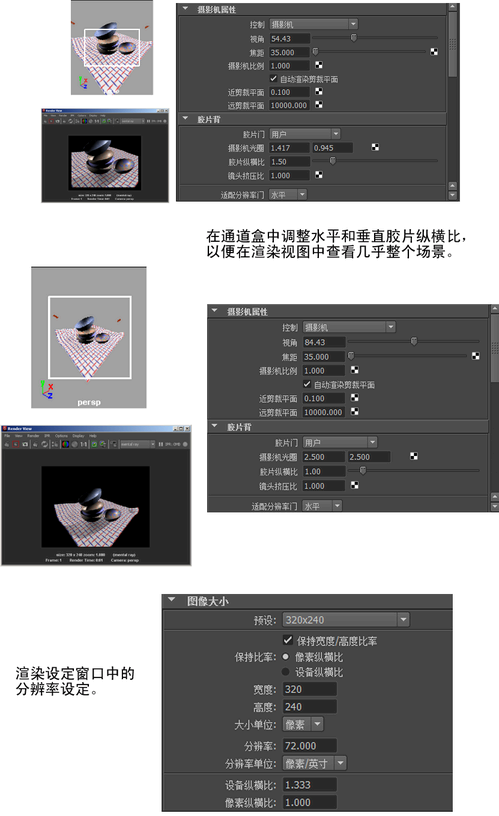 摄影机属性
控制 摄影机
视角 54.43
焦距 35.000
摄影机比例 1.000
自动渲染剪裁平面
近剪裁平面 0.100
远剪裁平面 10000.000
胶片背
胶片门 用户
摄影机光圈 1.417 0.945
胶片纵横比 1.50
镜头挤压比 1.000
适配分辨率门 水平
Render View
在通道盒中调整水平和垂直胶片纵横比，
以便在渲染视图中查看几乎整个场景。
persp
摄影机属性
控制 摄影机
视角 84.43
焦距 35.000
摄影机比例 1.000
自动渲染剪裁平面
近剪裁平面 0.100
远剪裁平面 10000.000
胶片背
胶片门 用户
摄影机光圈 2.500 2.500
胶片纵横比 1.00
镜头挤压比 1.000
适配分辨率门 水平
Render View
File View Render IPR Options Display Help
渲染设定窗口中的
分辨率设定。
图像大小
预设: 320x240
保持宽度/高度比率
保持比率: 像素纵横比
设备纵横比
宽度: 320
高度: 240
大小单位: 像素
分辨率: 72.000
分辨率单位: 像素/英寸
设备纵横比: 1.333
像素纵横比: 1.000